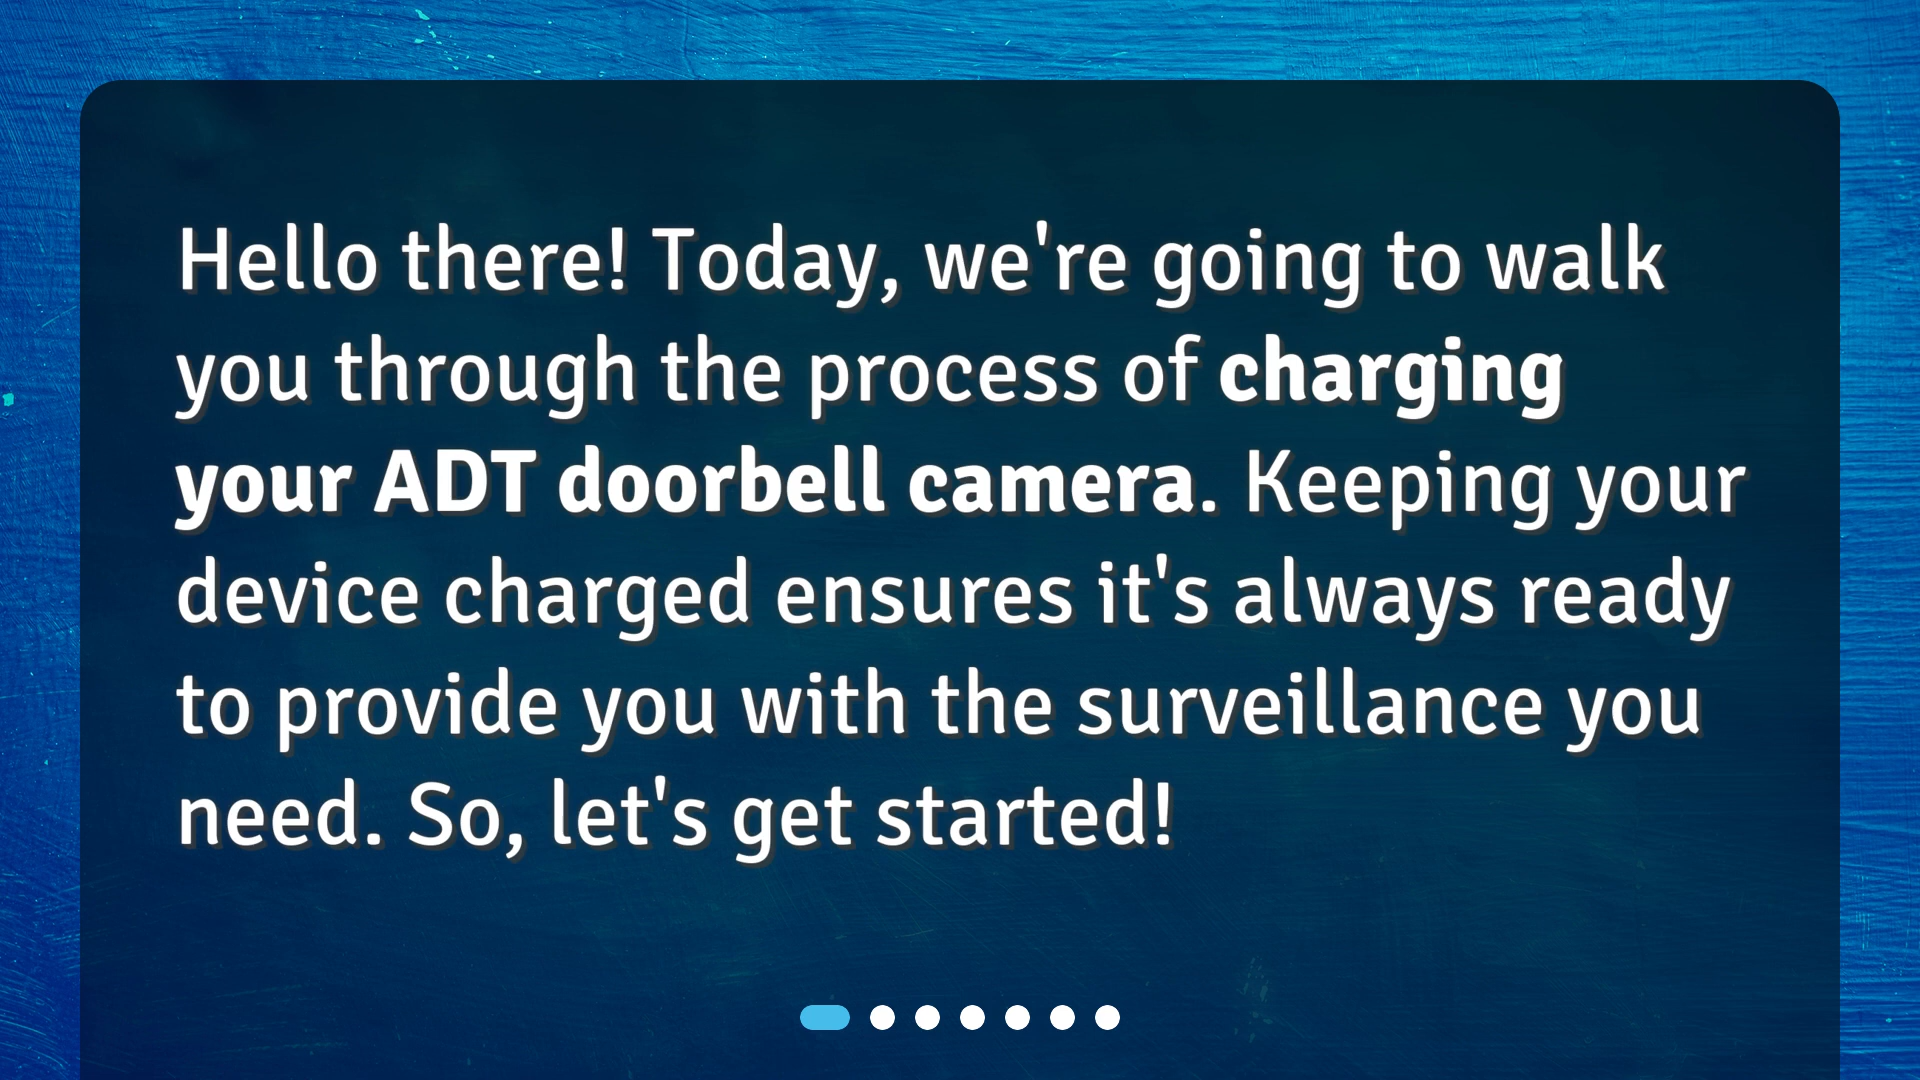 Hello there! Today, we're going to walk
you through the process of charging
your ADT doorbell camera. Keeping your
device charged ensures it's always ready
to provide you with the surveillance you
need. So, let's get started!